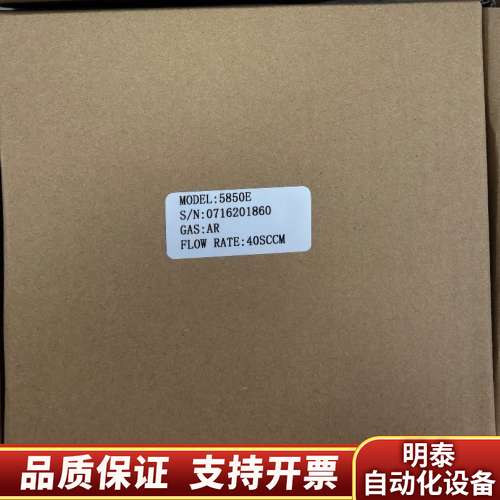 MODEL:5850E
S/N:0716201860
GAS:AR
FLOW RATE:40SCCM
品质保证 支持开票
明泰
自动化设备